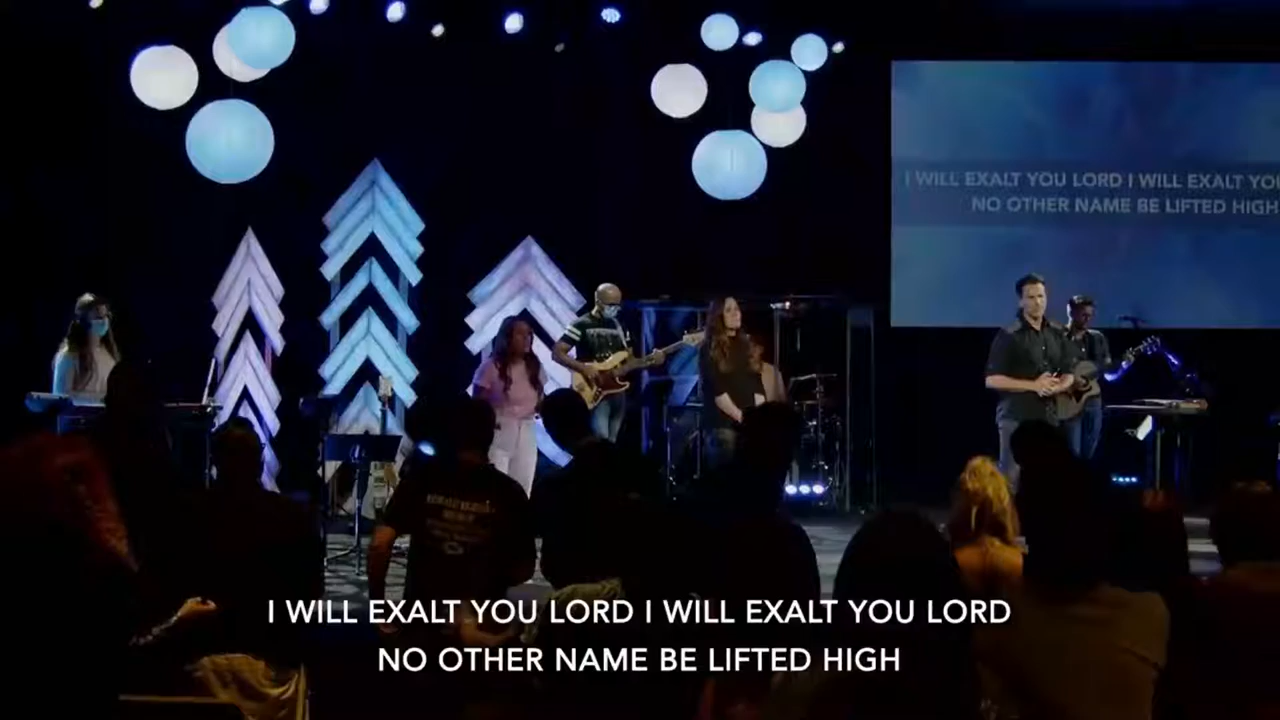 I WILL EXALT YOU LORD I WILL EXALT YOU
NO OTHER NAME BE LIFTED HIGH
I WILL EXALT YOU LORD I WILL EXALT YOU LORD
NO OTHER NAME BE LIFTED HIGH